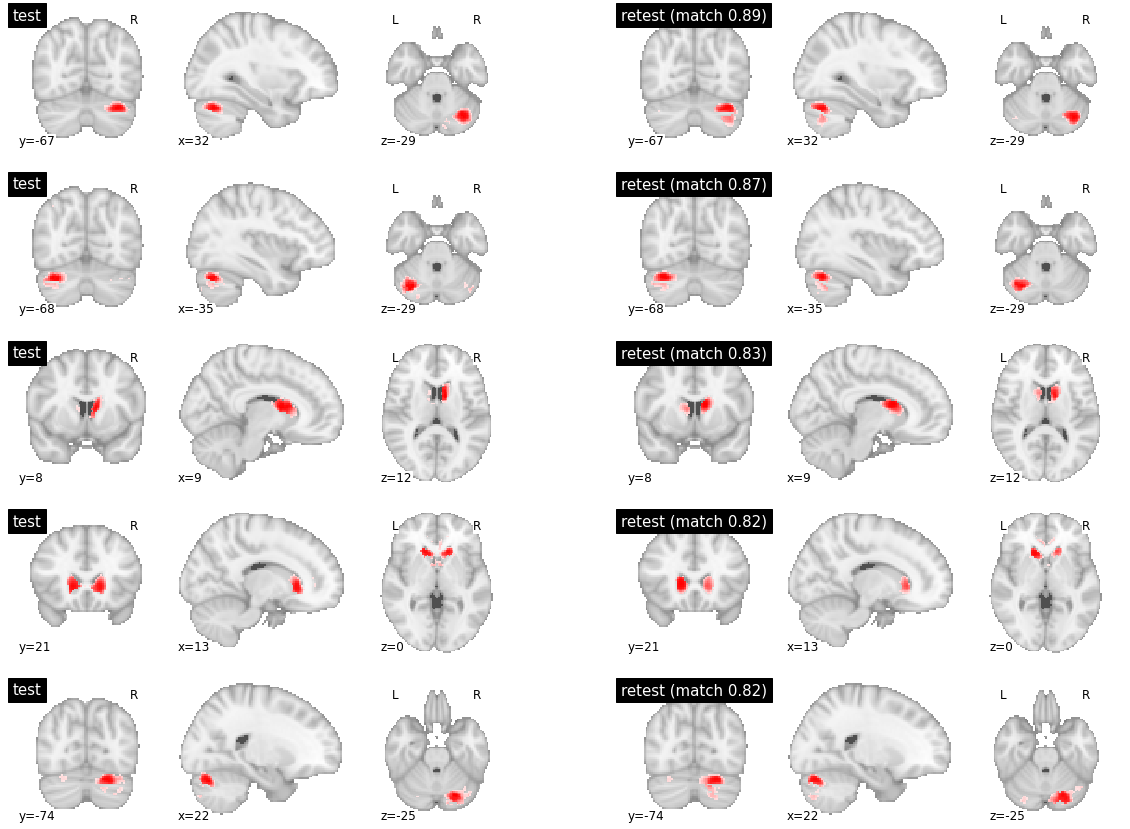 test
R
L
R
y=-67
x=32
z=-29
retest (match 0.89)
L
R
y=-67
x=32
z=-29
test
R
L
R
y=-68
x=-35
z=-29
retest (match 0.87)
L
R
y=-68
x=-35
z=-29
test
R
L
R
y=8
x=9
z=12
retest (match 0.83)
L
R
y=8
x=9
z=12
test
R
L
R
y=21
x=13
z=0
retest (match 0.82)
L
R
y=21
x=13
z=0
test
R
L
R
y=-74
x=22
z=-25
retest (match 0.82)
L
R
y=-74
x=22
z=-25